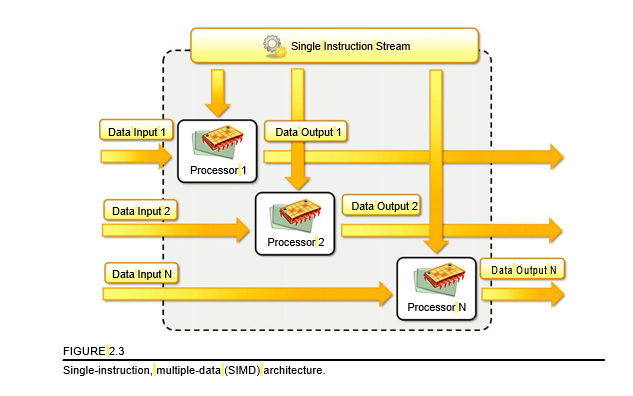 Single Instruction Stream
Data Input 1
Data Output 1
Processor 1
Data Input 2
Data Output 2
Processor 2
Data Input N
Data Output N
Processor N
FIGURE 2.3
Single-instruction, multiple-data (SIMD) architecture.